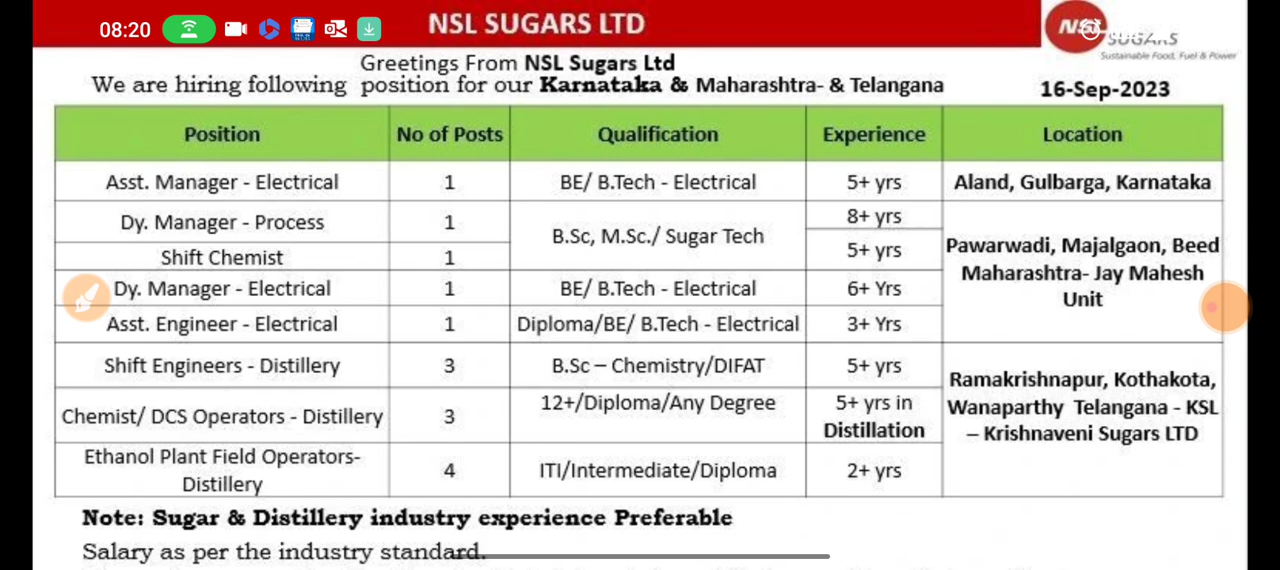 08:20
NSL SUGARS LTD
SUGARS
Sustainable Food, Fuel & Power
Greetings From NSL Sugars Ltd
We are hiring following position for our Karnataka & Maharashtra- & Telangana
16-Sep-2023
Position No of Posts Qualification Experience Location
Asst. Manager - Electrical 1 BE/ B.Tech - Electrical 5+ yrs Aland, Gulbarga, Karnataka
Dy. Manager - Process 1 B.Sc, M.Sc./ Sugar Tech 8+ yrs
Shift Chemist 1 5+ yrs
Pawarwadi, Majalgaon, Beed
Maharashtra- Jay Mahesh
Unit
Dy. Manager - Electrical 1 BE/ B.Tech - Electrical 6+ Yrs
Asst. Engineer - Electrical 1 Diploma/BE/ B.Tech - Electrical 3+ Yrs
Shift Engineers - Distillery 3 B.Sc – Chemistry/DIFAT 5+ yrs
Ramakrishnapur, Kothakota,
Wanaparthy Telangana - KSL
– Krishnaveni Sugars LTD
Chemist/ DCS Operators - Distillery 3 12+/Diploma/Any Degree 5+ yrs in
Distillation
Ethanol Plant Field Operators-
Distillery 4 ITI/Intermediate/Diploma 2+ yrs
Note: Sugar & Distillery industry experience Preferable
Salary as per the industry standard.